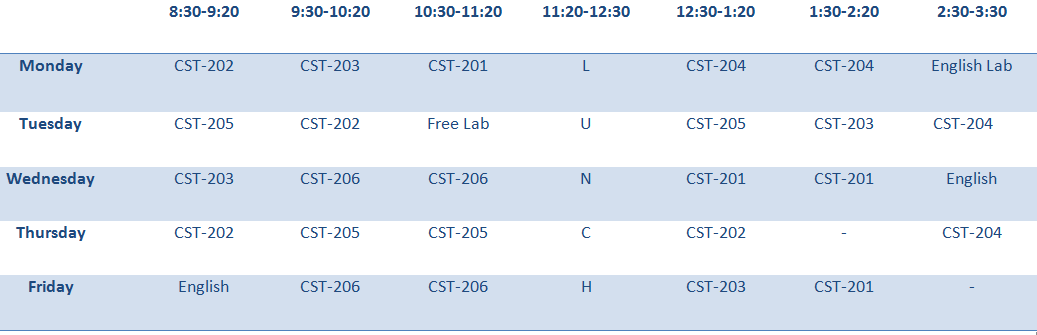 8:30-9:20 9:30-10:20 10:30-11:20 11:20-12:30 12:30-1:20 1:30-2:20 2:30-3:30
Monday CST-202 CST-203 CST-201 L CST-204 CST-204 English Lab
Tuesday CST-205 CST-202 Free Lab U CST-205 CST-203 CST-204
Wednesday CST-203 CST-206 CST-206 N CST-201 CST-201 English
Thursday CST-202 CST-205 CST-205 C CST-202 - CST-204
Friday English CST-206 CST-206 H CST-203 CST-201 -